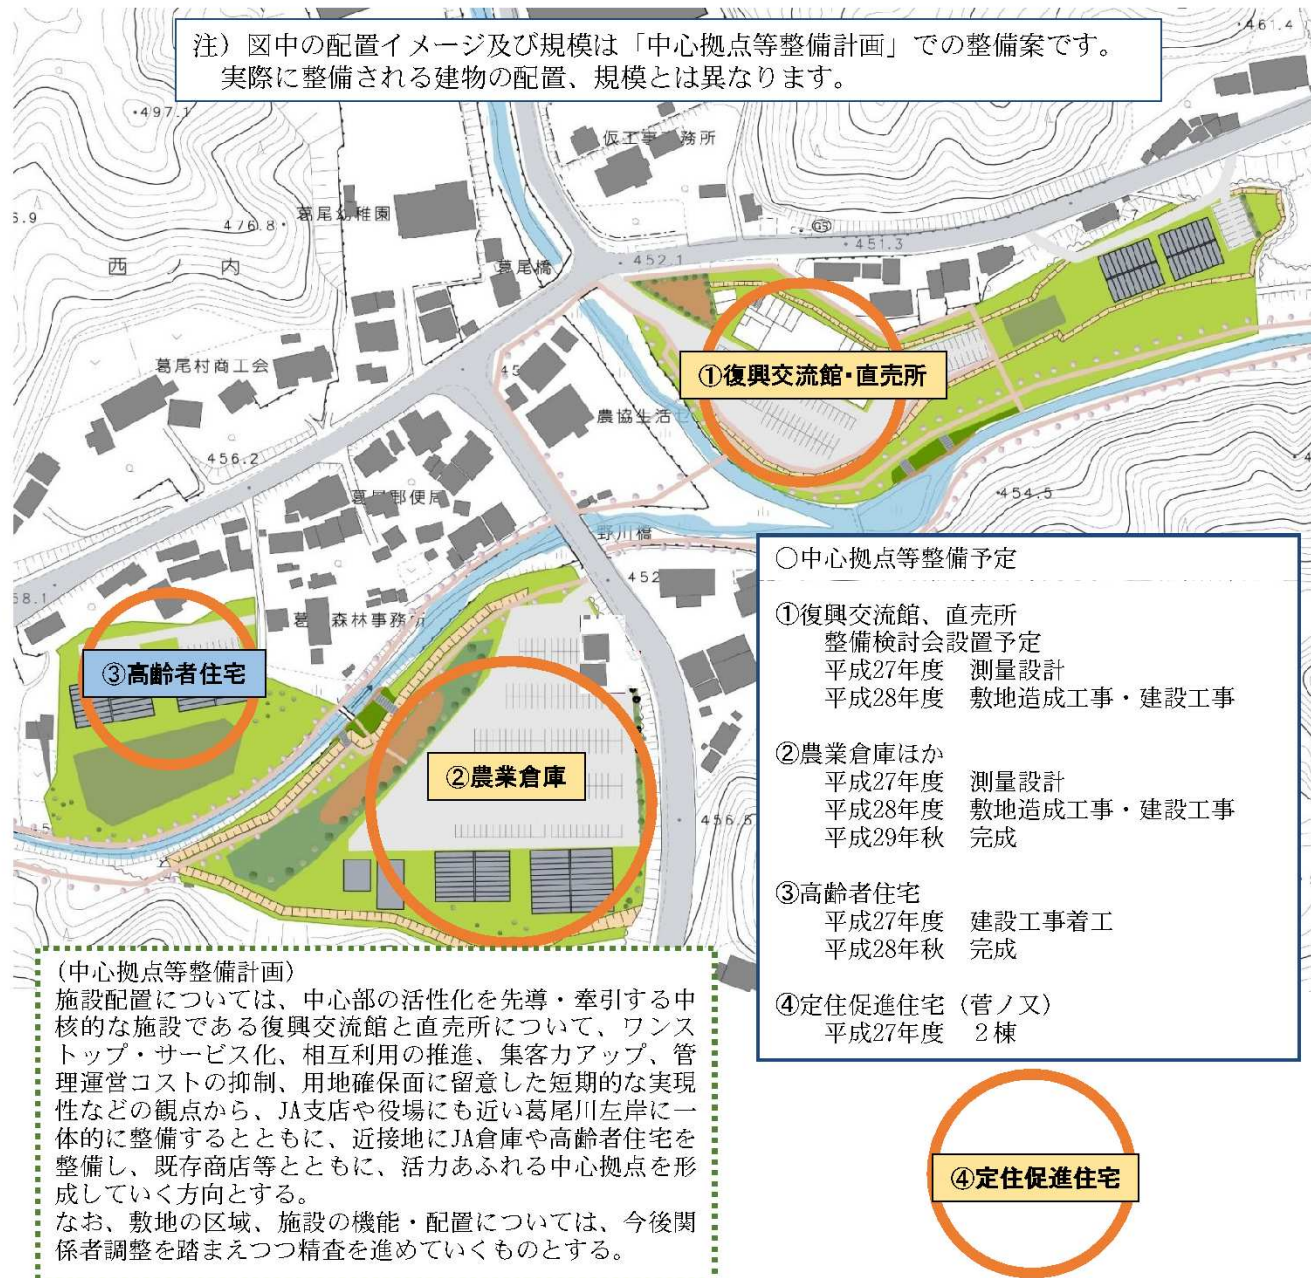 注）図中の配置イメージ及び規模は「中心拠点等整備計画」での整備案です。
実際に整備される建物の配置、規模とは異なります。
・461.4
・497.1
仮工事
務所
葛尾幼稚園
476.8・
6.9
西ノ内
葛尾橋
・452.1
・451.3
①復興交流館・直売所
葛尾村商工会
農協生活セ
456.2
・454.5
郵便局
野川橋
・452
58.1
森林事務所
③高齢者住宅
②農業倉庫
・456.5
○中心拠点等整備予定
①復興交流館、直売所
整備検討会設置予定
平成27年度　測量設計
平成28年度　敷地造成工事・建設工事
②農業倉庫ほか
平成27年度　測量設計
平成28年度　敷地造成工事・建設工事
平成29年秋　完成
③高齢者住宅
平成27年度　建設工事着工
平成28年秋　完成
④定住促進住宅（菅ノ又）
平成27年度　２棟
(中心拠点等整備計画)
施設配置については、中心部の活性化を先導・牽引する中
核的な施設である復興交流館と直売所について、ワンス
トップ・サービス化、相互利用の推進、集客力アップ、管
理運営コストの抑制、用地確保面に留意した短期的な実現
性などの観点から、JA支店や役場にも近い葛尾川左岸に一
体的に整備するとともに、近接地にJA倉庫や高齢者住宅を
整備し、既存商店等とともに、活力あふれる中心拠点を形
成していく方向とする。
なお、敷地の区域、施設の機能・配置については、今後関
係者調整を踏まえつつ精査を進めていくものとする。
④定住促進住宅